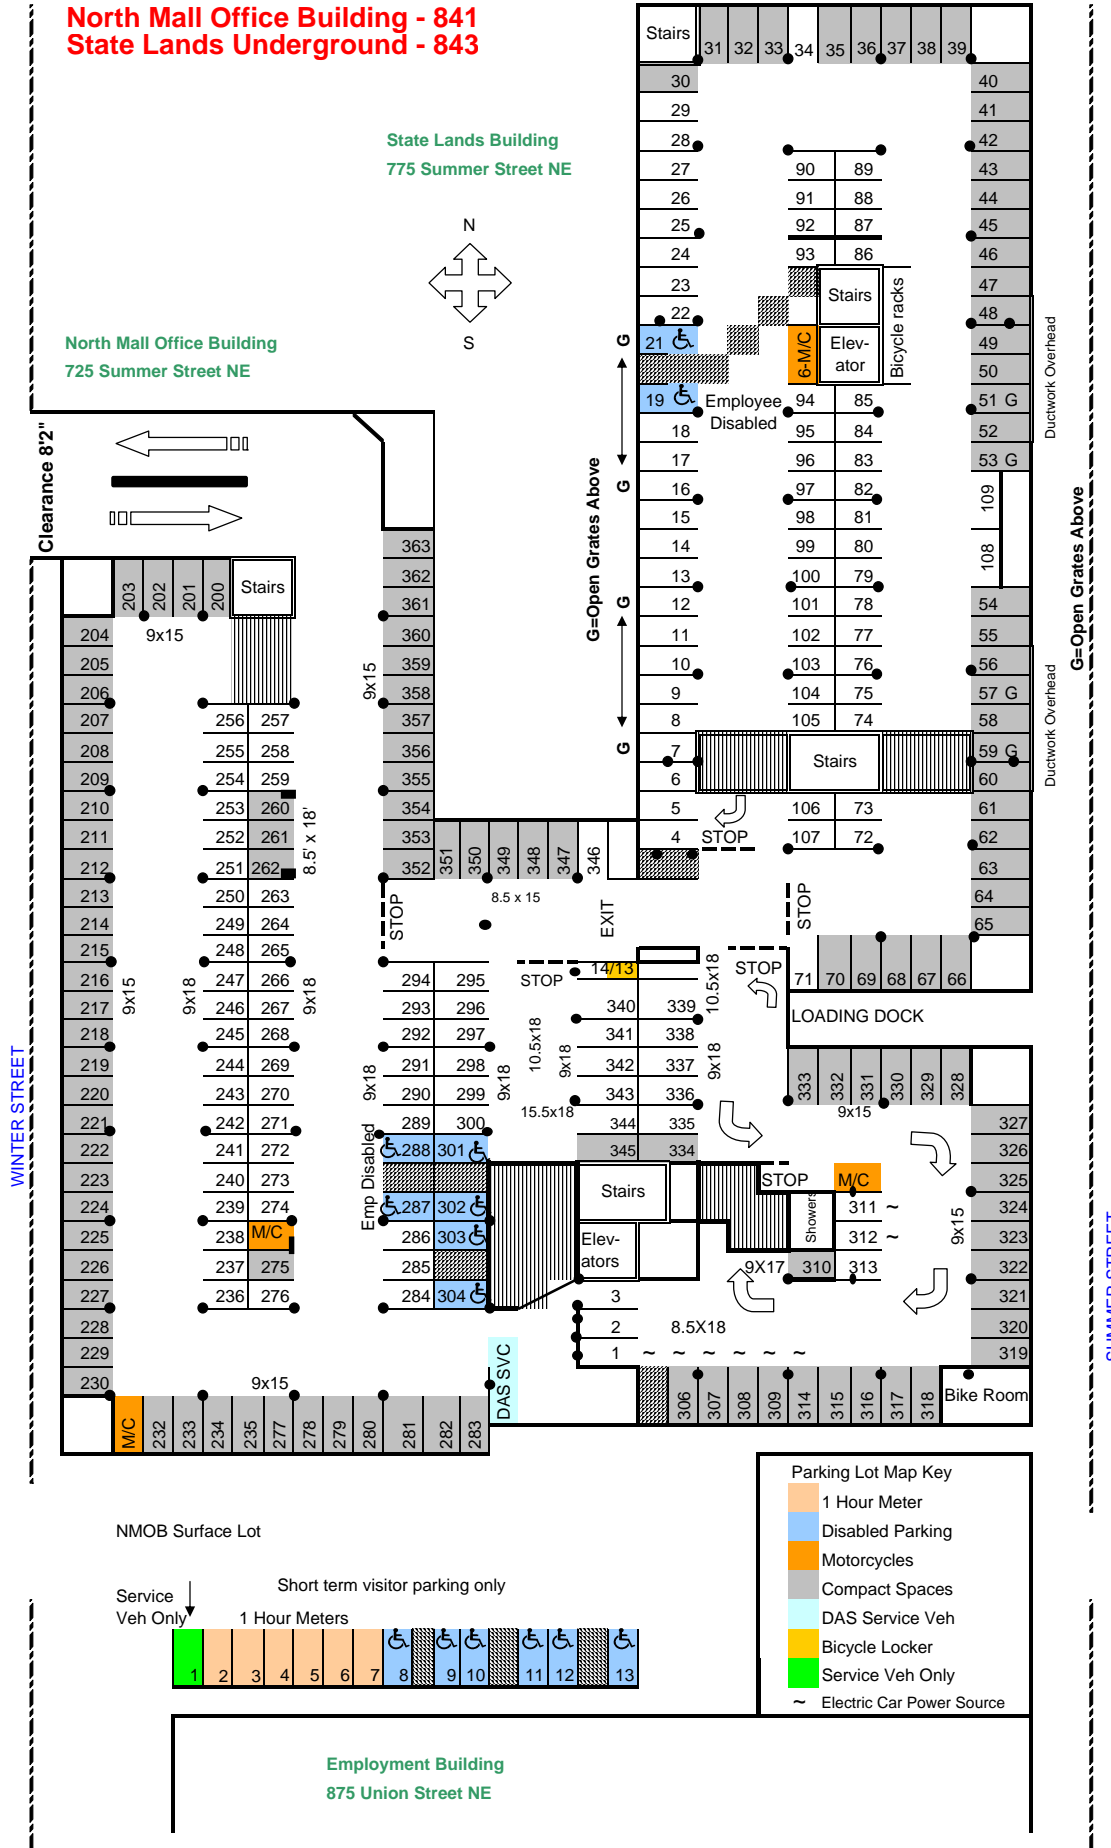 North Mall Office Building - 841
State Lands Underground - 843
Stairs
31 32 33 34 35 36 37 38 39
30
29
28
27
26
25
24
23
22
21
19
18
17
16
15
14
13
12
11
10
9
8
7
6
5
4
State Lands Building
775 Summer Street NE
N
S
North Mall Office Building
725 Summer Street NE
90 89
91 88
92 87
93 86
Stairs
Elev-
ator
6-M/C
Bicycle racks
Employee
Disabled
94 85
95 84
96 83
97 82
98 81
99 80
100 79
101 78
102 77
103 76
104 75
105 74
Stairs
106 73
107 72
STOP
40
41
42
43
44
45
46
47
48
49
50
51 G
52
53 G
109
108
54
55
56
57 G
58
59 G
60
61
62
63
64
65
Ductwork Overhead
Ductwork Overhead
G=Open Grates Above
G=Open Grates Above
G
G
G
G
Clearance 8'2"
203 202 201 200
Stairs
9x15
204
205
206
207
208
209
210
211
212
213
214
215
216
217
218
219
220
221
222
223
224
225
226
227
228
229
230
9x15
256 257
255 258
254 259
253 260
252 261
251 262
250 263
249 264
248 265
247 266
246 267
245 268
244 269
243 270
242 271
241 272
240 273
239 274
238 M/C
237 275
236 276
8.5' x 18'
9x18
9x18
363
362
361
360
359
358
357
356
355
354
353
352
9x15
351 350 349 348 347 346
8.5 x 15
STOP
EXIT
STOP
71 70 69 68 67 66
LOADING DOCK
294 295
293 296
292 297
291 298
290 299
289 300
288 301
287 302
286 303
285
284 304
9x18
Emp Disabled
9x18
STOP
14/13
10.5x18
9x18
15.5x18
340 339
341 338
342 337
343 336
344 335
345 334
10.5x18
9x18
STOP
333 332 331 330 329 328
9x15
327
326
325
324
323
322
321
320
319
9x15
Stairs
Elev-
ators
STOP
M/C
Showers
311 ~
312 ~
9X17 310 313
3
2
1 ~ ~ ~ ~ ~ ~
8.5X18
DAS SVC
306 307 308 309 314 315 316 317 318
Bike Room
9x15
M/C 232 233 234 235 277 278 279 280 281 282 283
WINTER STREET
SUMMER STREET
Parking Lot Map Key
1 Hour Meter
Disabled Parking
Motorcycles
Compact Spaces
DAS Service Veh
Bicycle Locker
Service Veh Only
~ Electric Car Power Source
NMOB Surface Lot
Short term visitor parking only
Service
Veh Only
1 Hour Meters
1 2 3 4 5 6 7 8 9 10 11 12 13
Employment Building
875 Union Street NE